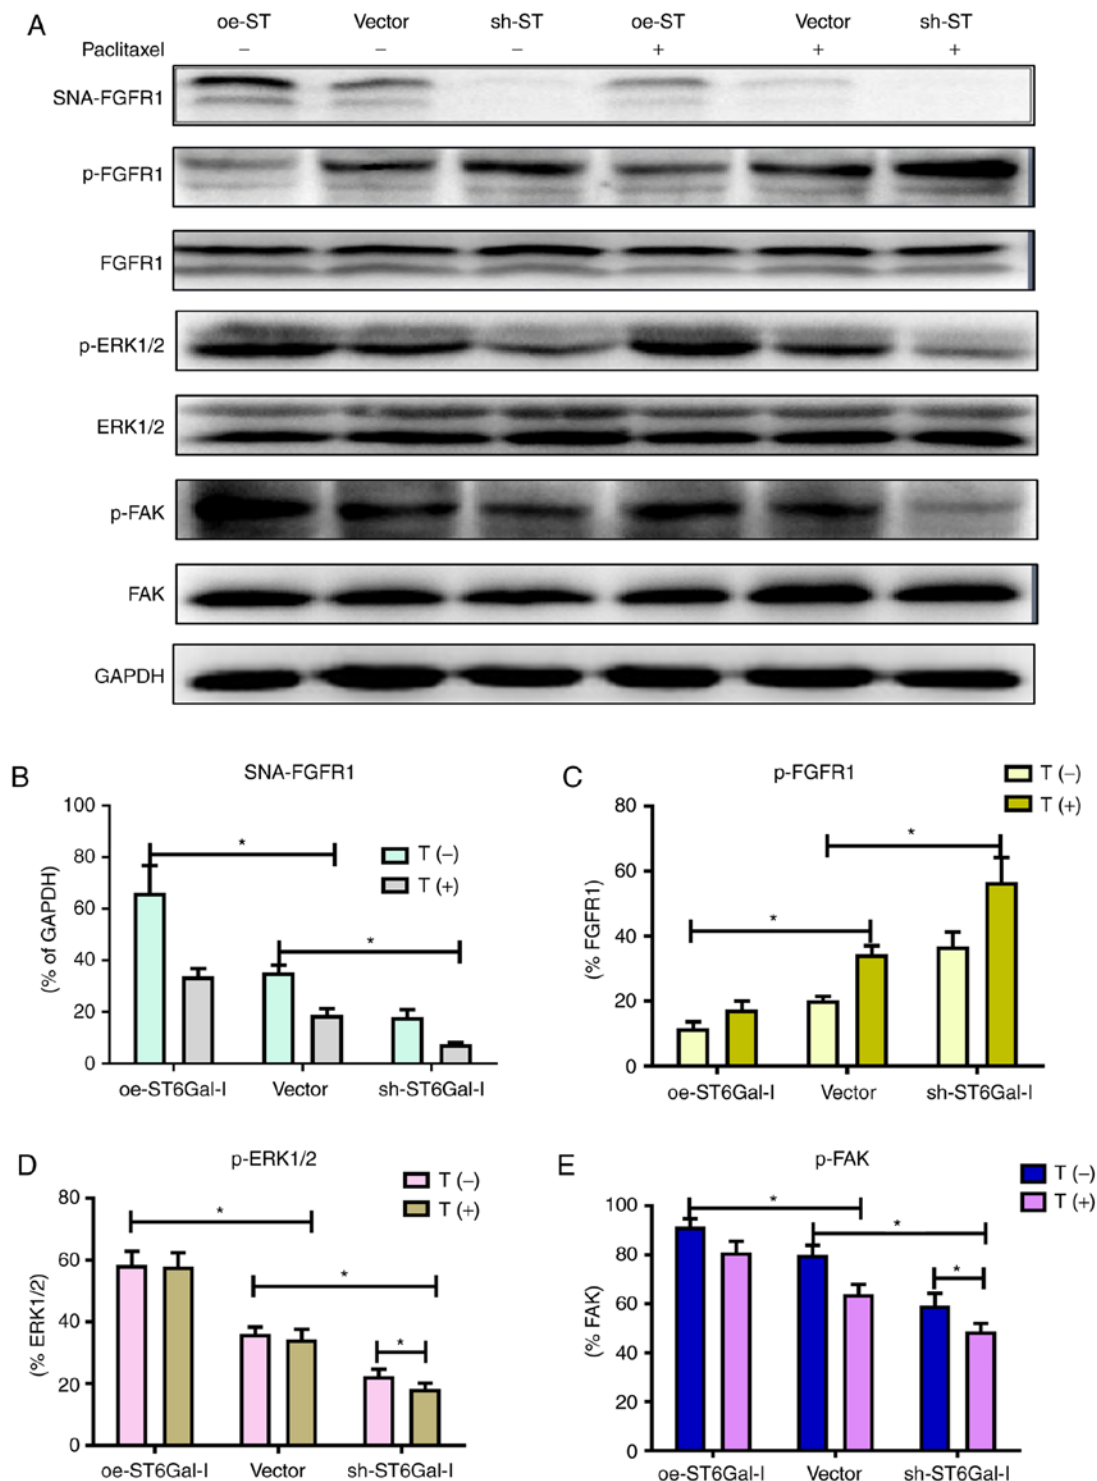 A
oe-ST Vector sh-ST oe-ST Vector sh-ST
Paclitaxel – – – + + +
SNA-FGFR1
p-FGFR1
FGFR1
p-ERK1/2
ERK1/2
p-FAK
FAK
GAPDH
B
SNA-FGFR1
(% of GAPDH)
100
80
60
40
20
0
*
*
T (–)
T (+)
oe-ST6Gal-I Vector sh-ST6Gal-I
C
p-FGFR1
(% FGFR1)
80
60
40
20
0
*
*
T (–)
T (+)
oe-ST6Gal-I Vector sh-ST6Gal-I
D
p-ERK1/2
(% ERK1/2)
80
60
40
20
0
*
*
*
T (–)
T (+)
oe-ST6Gal-I Vector sh-ST6Gal-I
E
p-FAK
(% FAK)
100
80
60
40
20
0
*
*
*
T (–)
T (+)
oe-ST6Gal-I Vector sh-ST6Gal-I